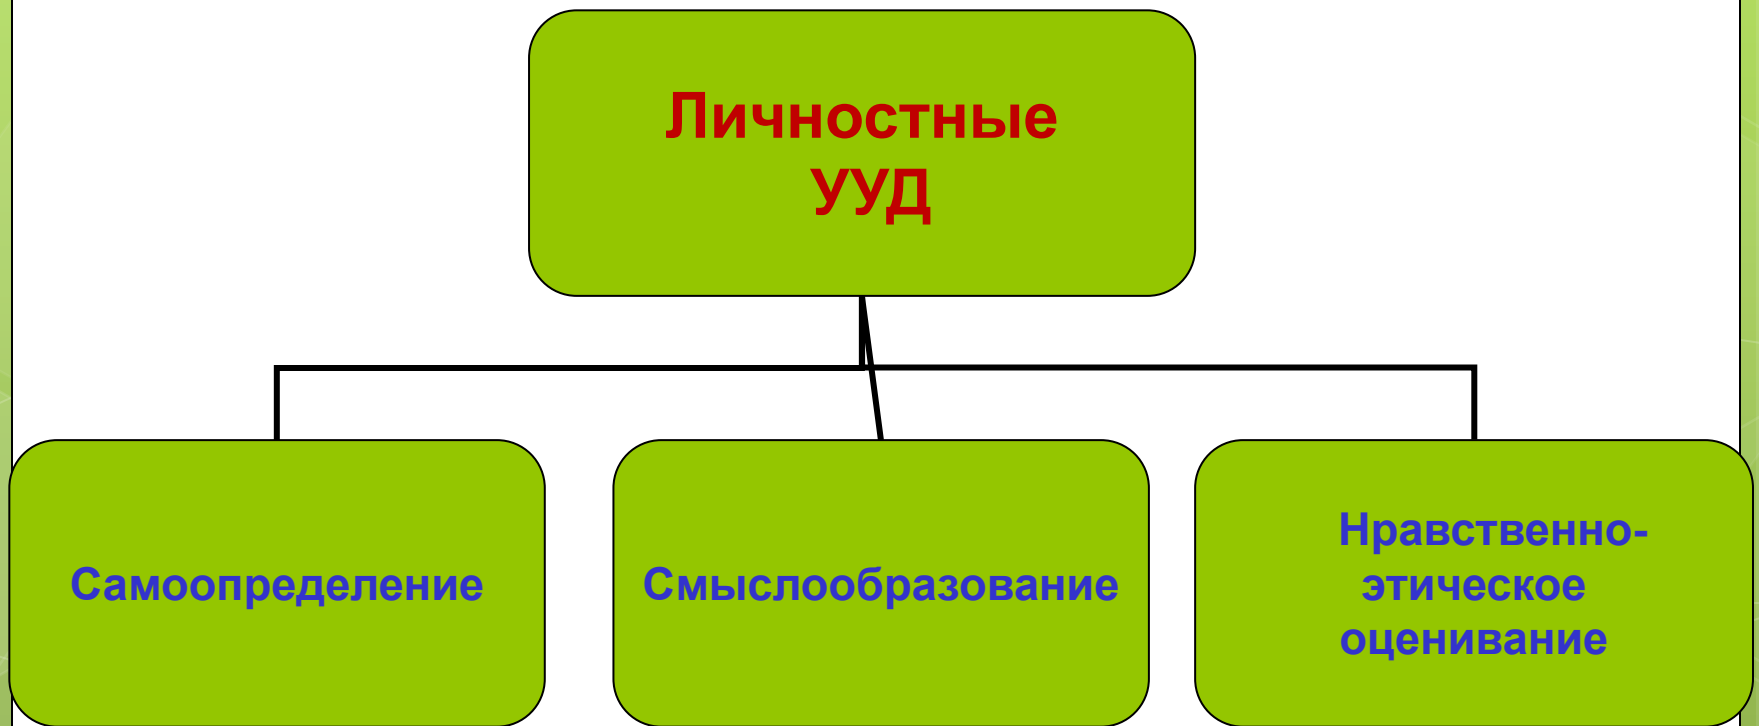 Личностные
УУД
Самоопределение
Смыслообразование
Нравственно-
этическое
оценивание